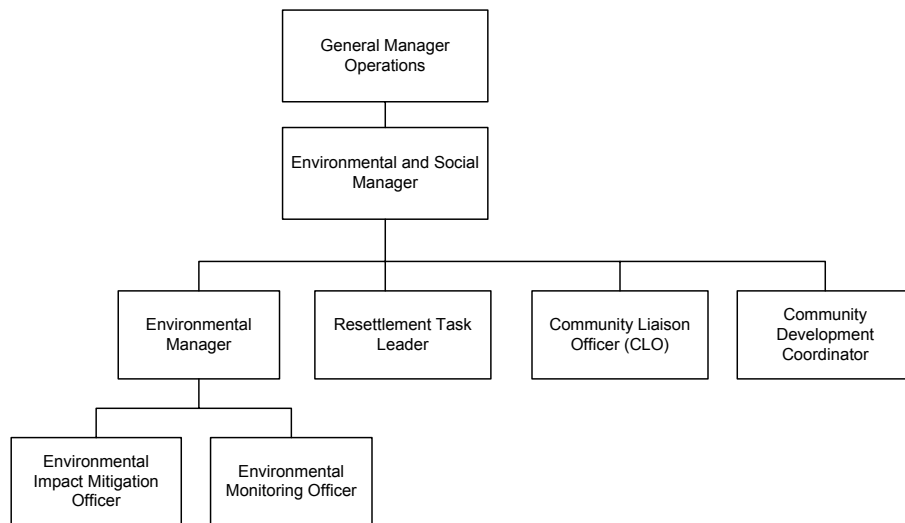 General Manager
Operations
Environmental and Social
Manager
Environmental
Manager
Resettlement Task
Leader
Community Liaison
Officer (CLO)
Community
Development
Coordinator
Environmental
Impact Mitigation
Officer
Environmental
Monitoring Officer